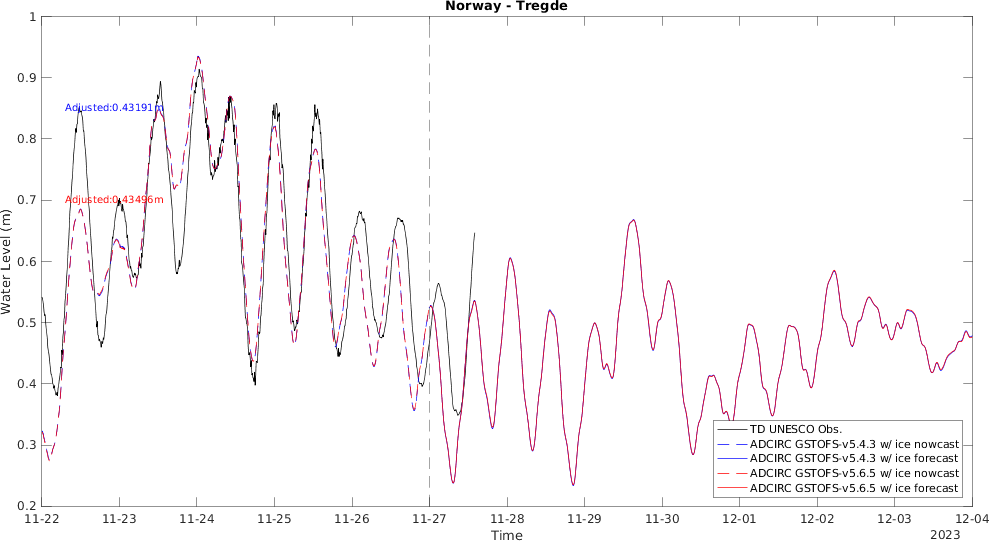 Norway - Tregde
1
0.9
0.8
0.7
0.6
0.5
0.4
0.3
0.2
Water Level (m)
Adjusted:0.43191m
Adjusted:0.43496m
TD UNESCO Obs.
ADCIRC GSTOFS-v5.4.3 w/ ice nowcast
ADCIRC GSTOFS-v5.4.3 w/ ice forecast
ADCIRC GSTOFS-v5.6.5 w/ ice nowcast
ADCIRC GSTOFS-v5.6.5 w/ ice forecast
11-22 11-23 11-24 11-25 11-26 11-27 11-28 11-29 11-30 12-01 12-02 12-03 12-04
Time
2023